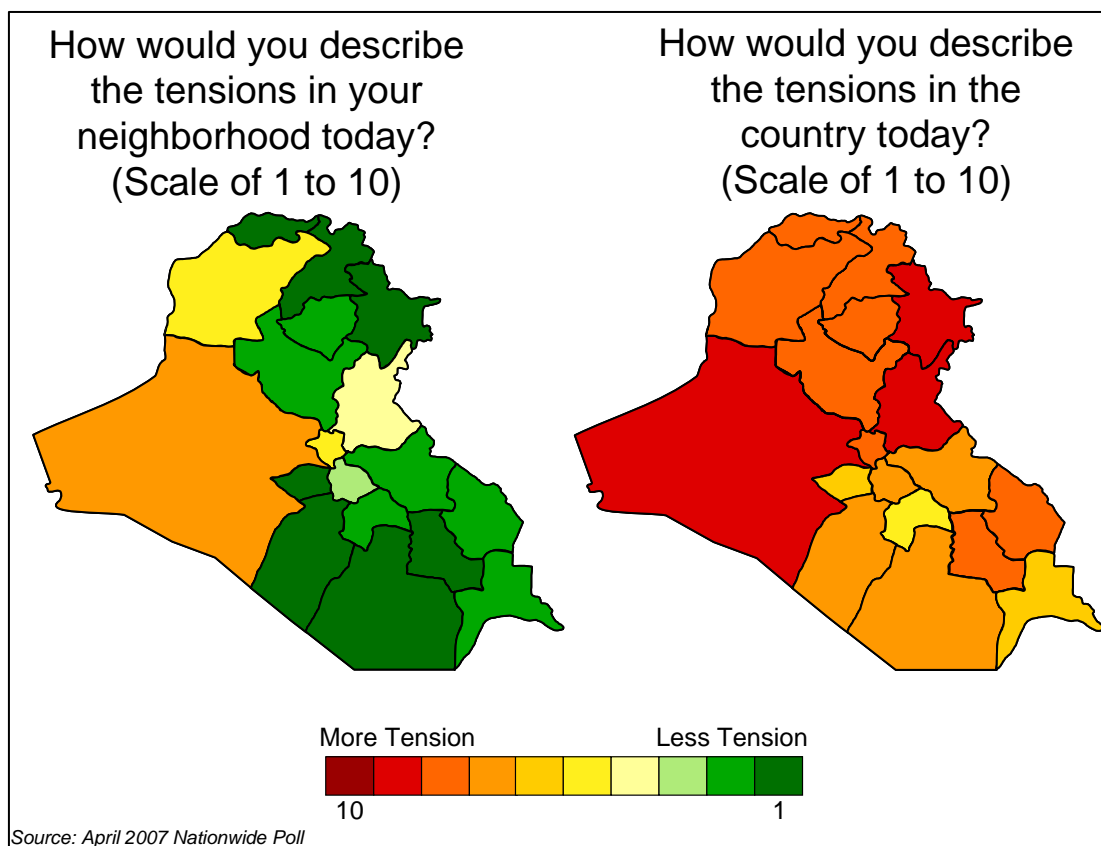 How would you describe
the tensions in your
neighborhood today?
(Scale of 1 to 10)
How would you describe
the tensions in the
country today?
(Scale of 1 to 10)
More Tension
Less Tension
10
1
Source: April 2007 Nationwide Poll